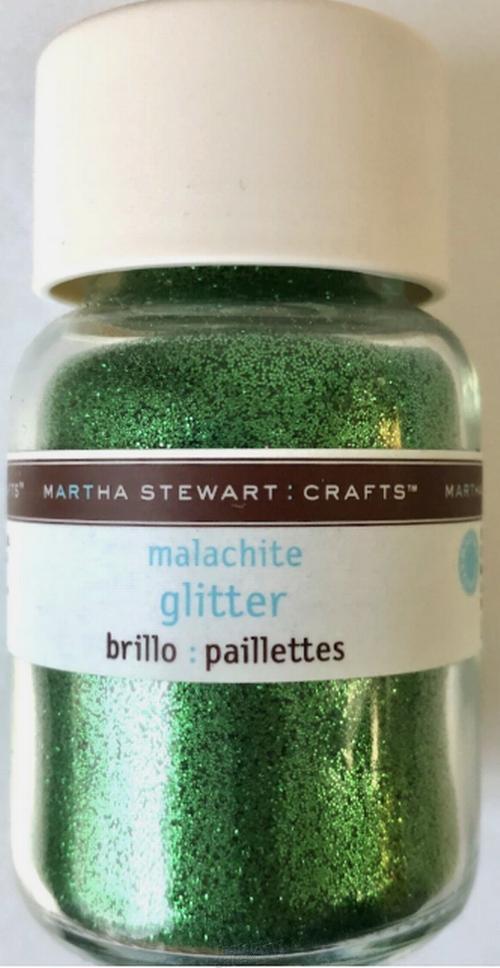 MARTHA STEWART : CRAFTS™
malachite
glitter
brillo : paillettes